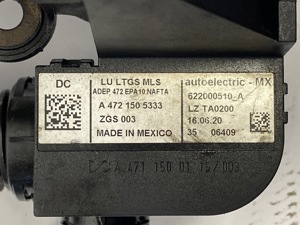 DC
LU LTGS MLS
ADEP 472 EPA10 NAFTA
A 472 150 5333
ZGS 003
MADE IN MEXICO
autoelectric - MX
622000510_A
LZ TA0200
16.06.20
35 06409
A 471 150 01 15/003